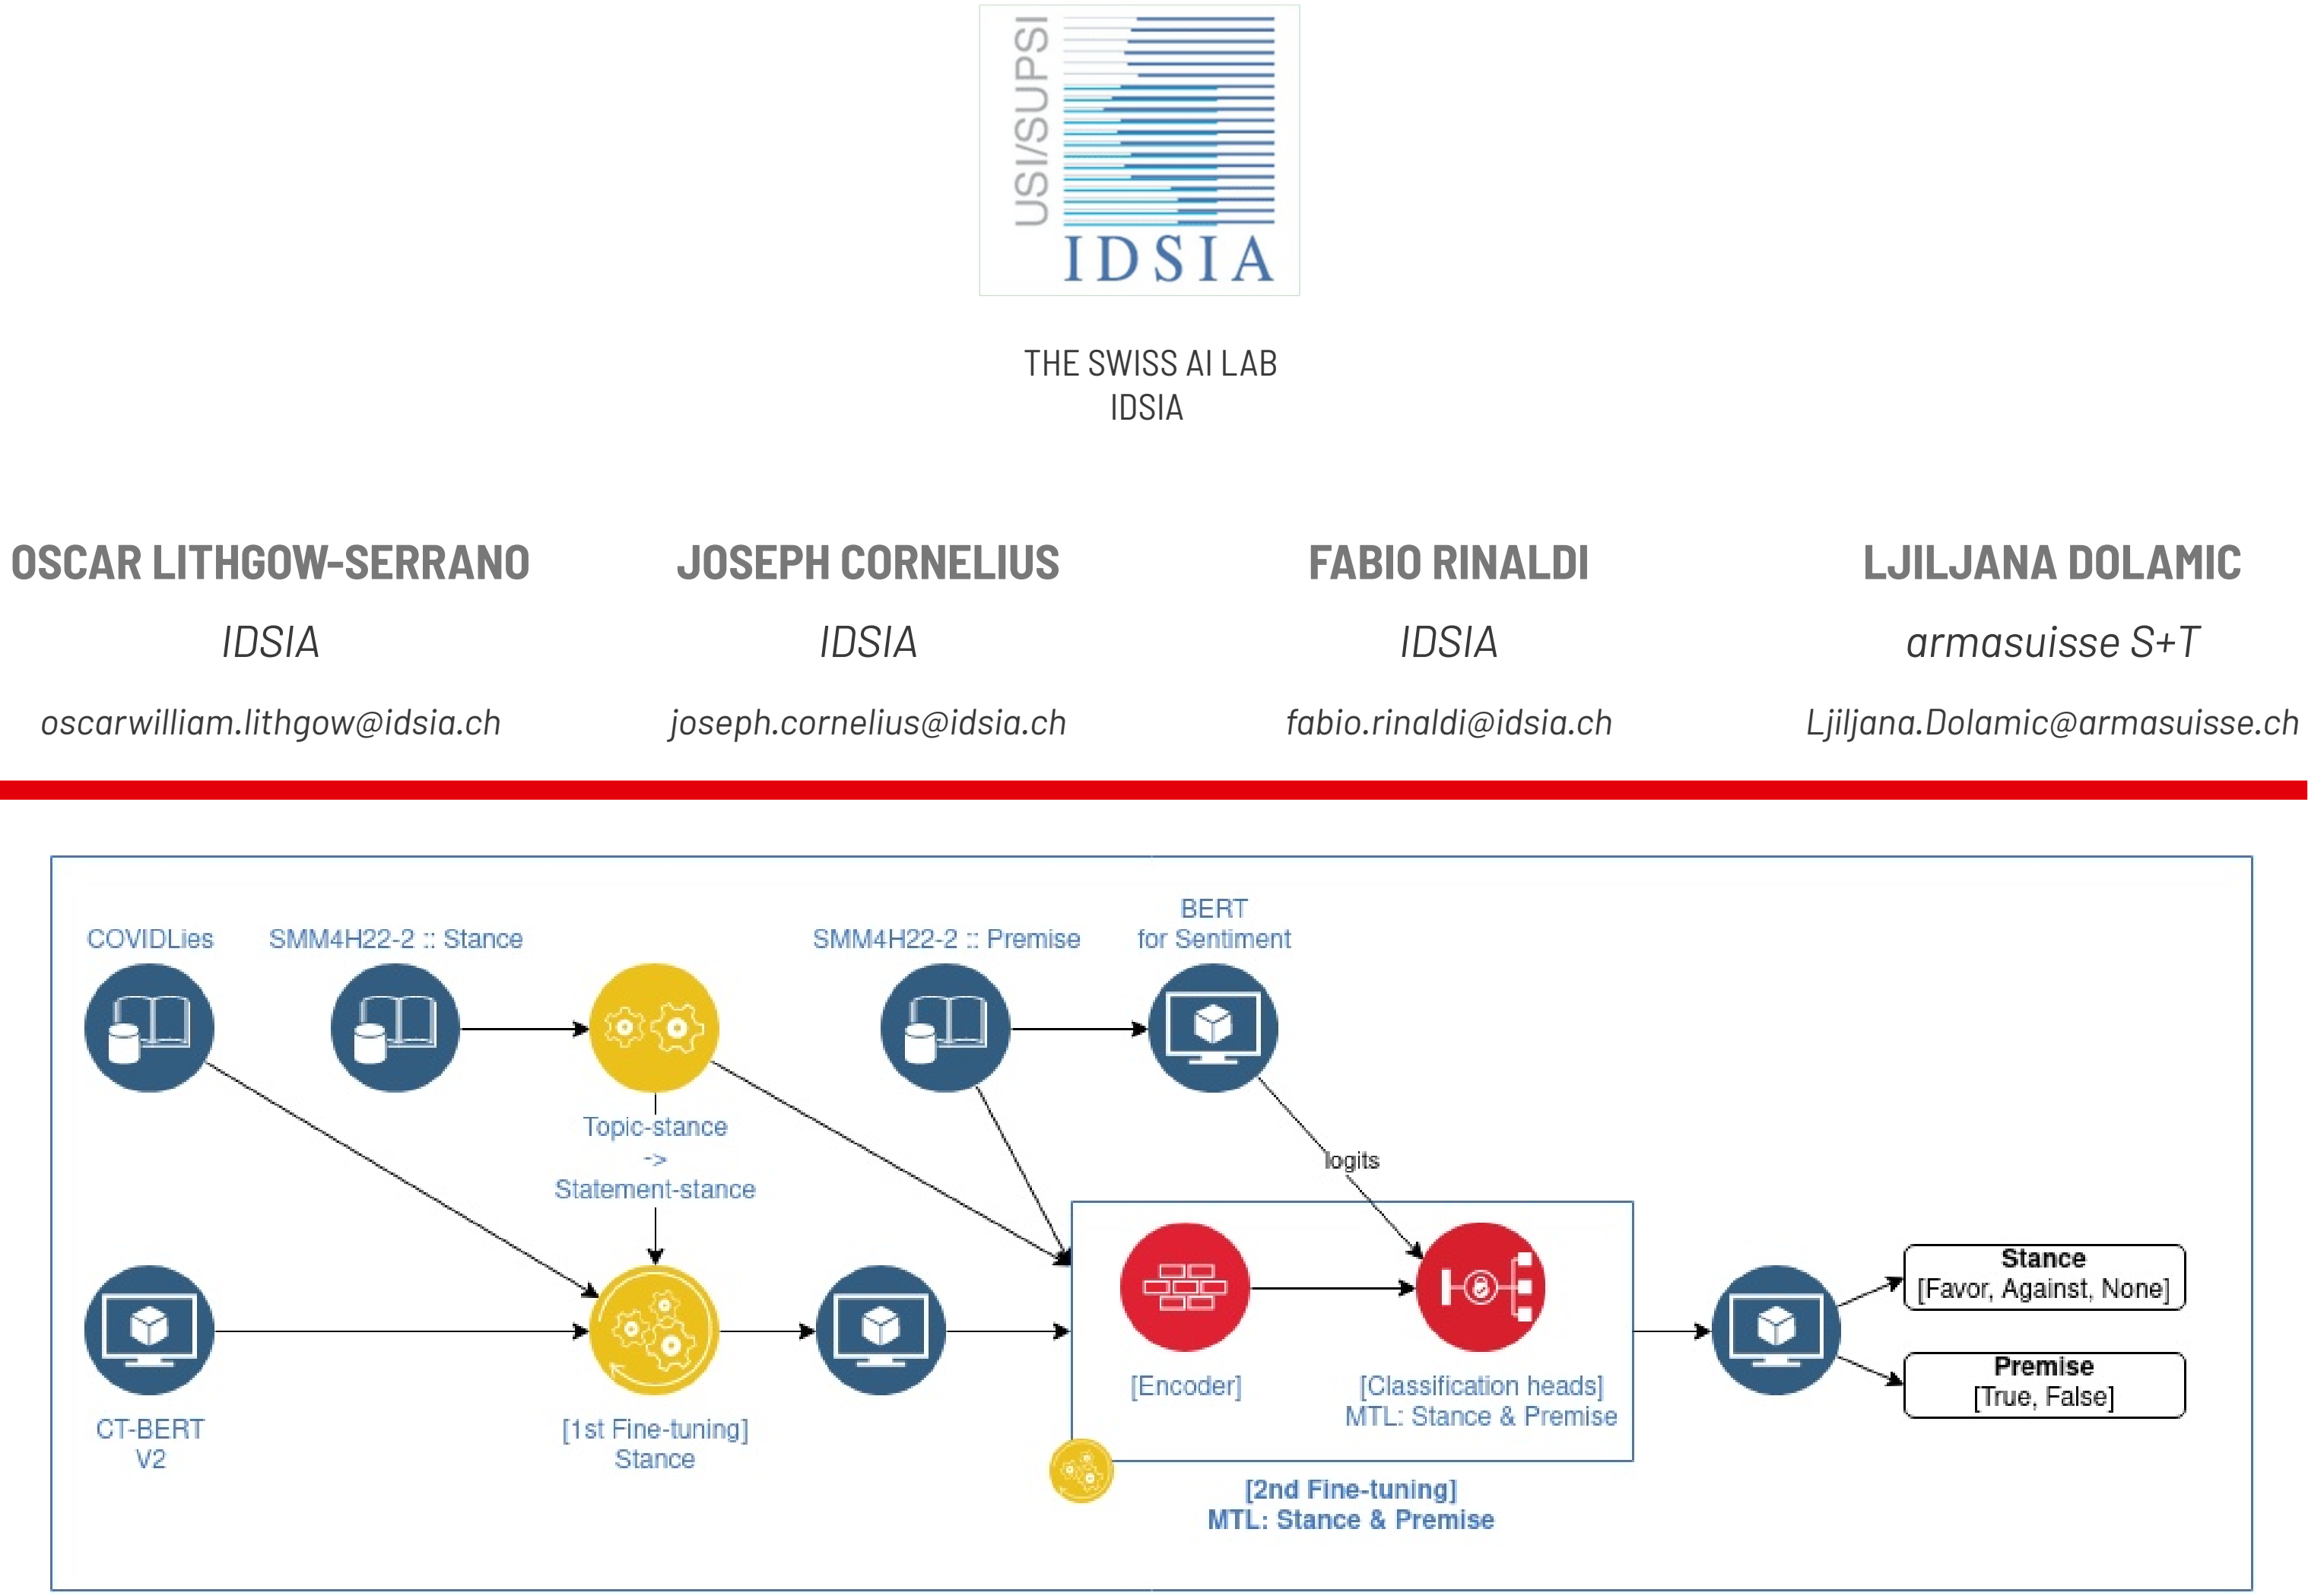 USI/SUPSI
IDSIA
THE SWISS AI LAB
IDSIA
OSCAR LITHGOW-SERRANO
IDSIA
oscarwilliam.lithgow@idsia.ch
JOSEPH CORNELIUS
IDSIA
joseph.cornelius@idsia.ch
FABIO RINALDI
IDSIA
fabio.rinaldi@idsia.ch
LJILJANA DOLAMIC
armasuisse S+T
Ljiljana.Dolamic@armasuisse.ch
COVIDLies
SMM4H22-2 :: Stance
SMM4H22-2 :: Premise
BERT
for Sentiment
Topic-stance
->
Statement-stance
logits
CT-BERT
V2
[1st Fine-tuning]
Stance
[Encoder]
[Classification heads]
MTL: Stance & Premise
[2nd Fine-tuning]
MTL: Stance & Premise
Stance
[Favor, Against, None]
Premise
[True, False]